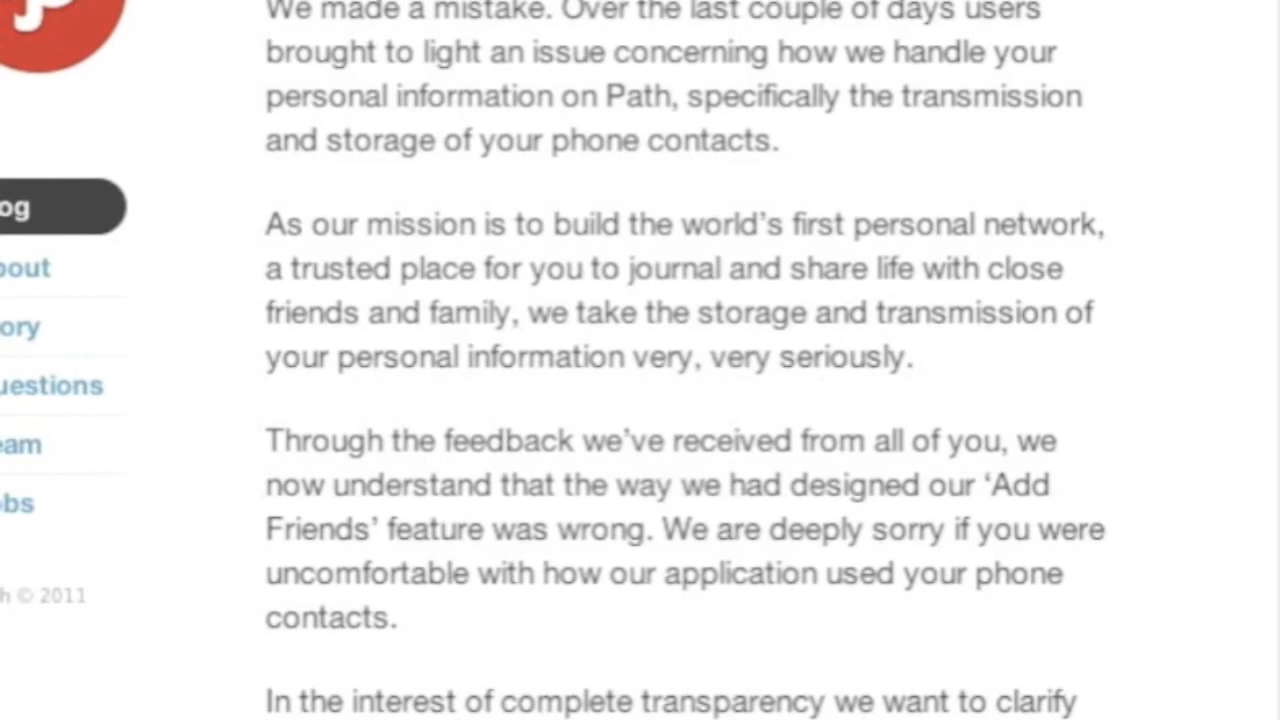 We made a mistake. Over the last couple of days users
brought to light an issue concerning how we handle your
personal information on Path, specifically the transmission
and storage of your phone contacts.
As our mission is to build the world's first personal network,
a trusted place for you to journal and share life with close
friends and family, we take the storage and transmission of
your personal information very, very seriously.
Through the feedback we've received from all of you, we
now understand that the way we had designed our ‘Add
Friends’ feature was wrong. We are deeply sorry if you were
uncomfortable with how our application used your phone
contacts.
In the interest of complete transparency we want to clarify
og
bout
ory
uestions
eam
obs
h © 2011